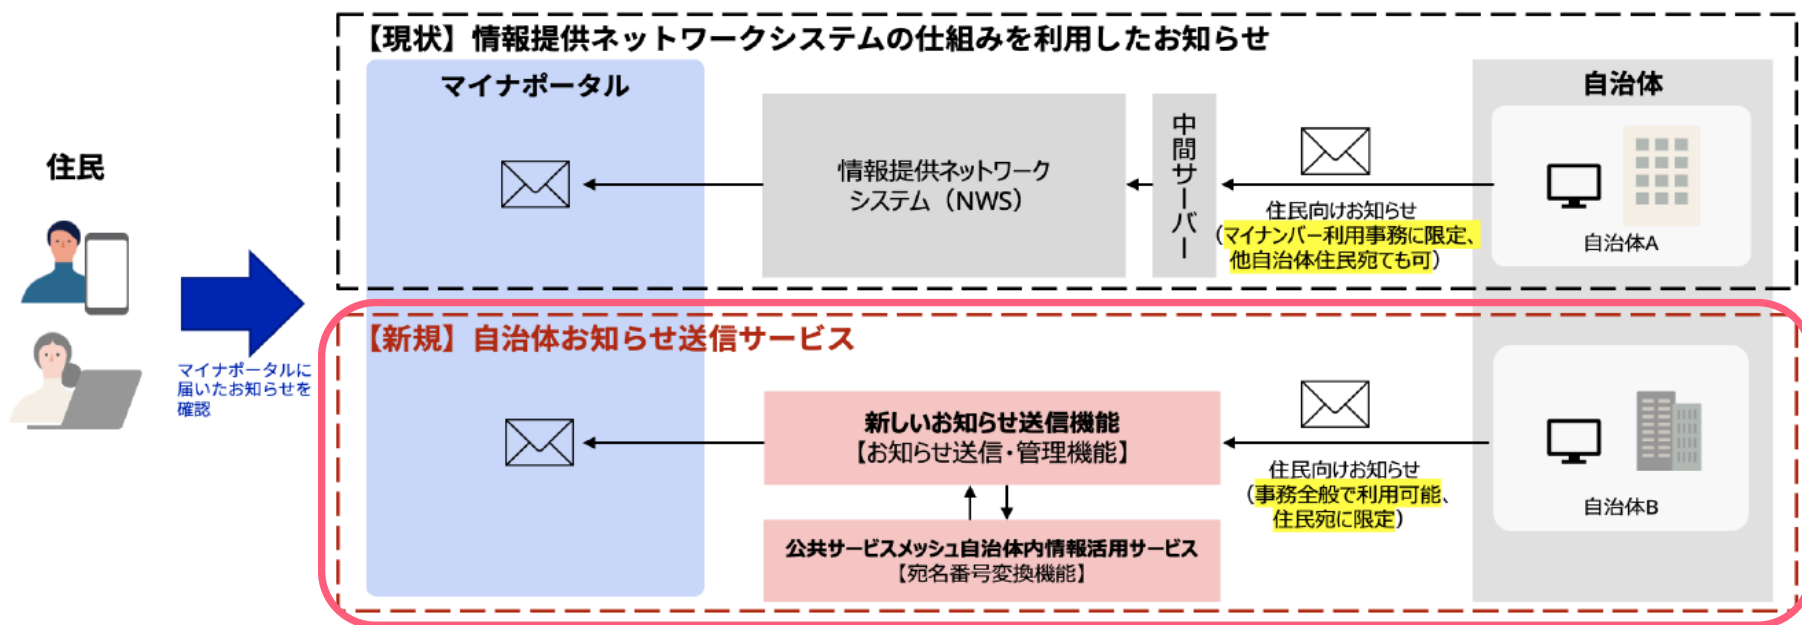 【現状】情報提供ネットワークシステムの仕組みを利用したお知らせ
マイナポータル
自治体
住民
情報提供ネットワーク
システム（NWS）
中間サーバー
住民向けお知らせ
（マイナンバー利用事務に限定、
他自治体住民宛ても可）
自治体A
マイナポータルに
届いたお知らせを
確認
【新規】自治体お知らせ送信サービス
新しいお知らせ送信機能
【お知らせ送信・管理機能】
公共サービスメッシュ自治体内情報活用サービス
【宛名番号変換機能】
住民向けお知らせ
（事務全般で利用可能、
住民宛に限定）
自治体B